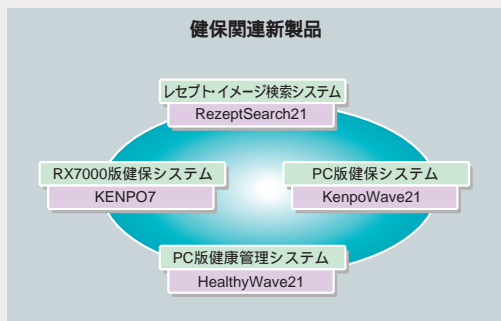 健保関連新製品
レセプト・イメージ検索システム
RezeptSearch21
RX7000版健保システム
KENPO7
PC版健保システム
KenpoWave21
PC版健康管理システム
HealthyWave21